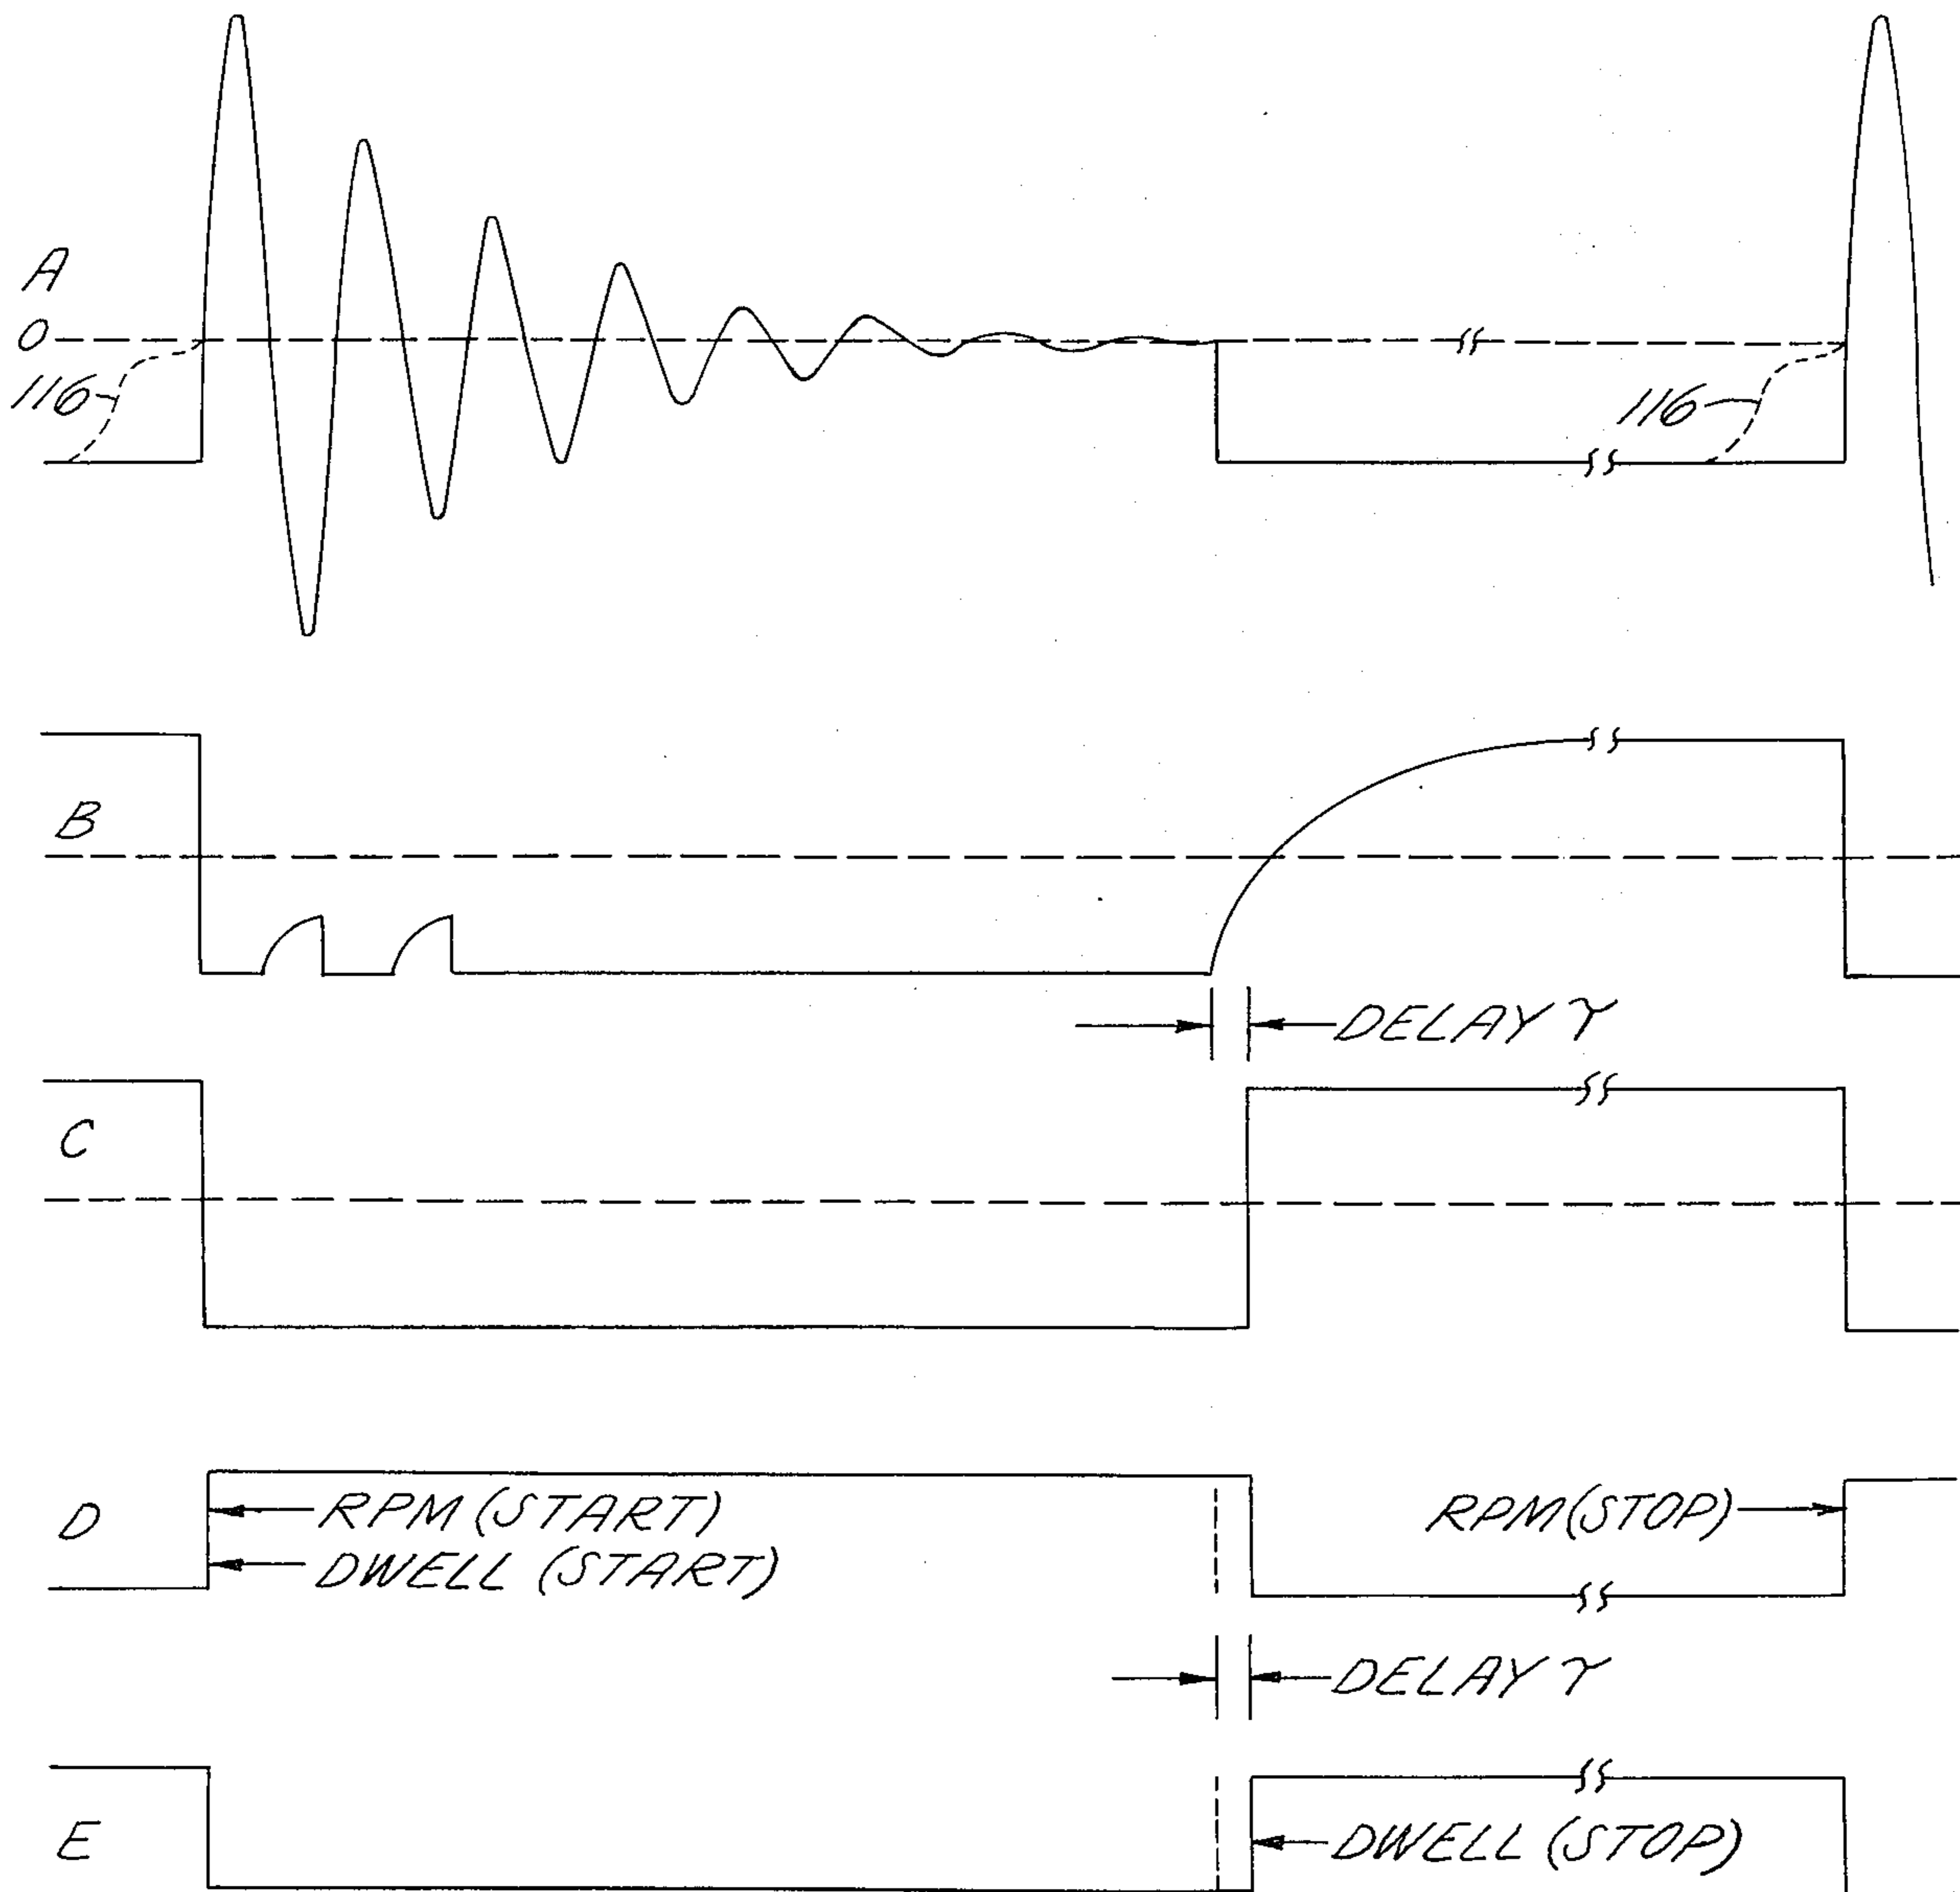 A
0
116
116
B
DELAY τ
C
D
RPM (START)
DWELL (START)
RPM (STOP)
DELAY τ
E
DWELL (STOP)